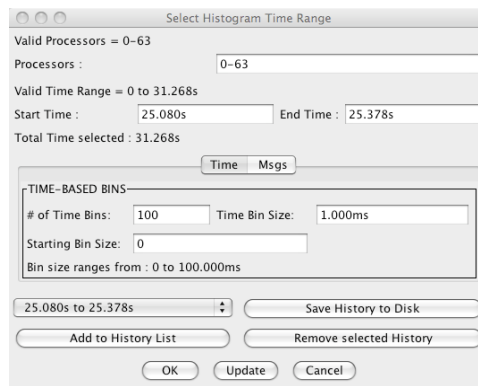 Select Histogram Time Range
Valid Processors = 0-63
Processors : 0-63
Valid Time Range = 0 to 31.268s
Start Time : 25.080s End Time : 25.378s
Total Time selected : 31.268s
Time Msgs
TIME-BASED BINS
# of Time Bins: 100 Time Bin Size: 1.000ms
Starting Bin Size: 0
Bin size ranges from : 0 to 100.000ms
25.080s to 25.378s Save History to Disk
Add to History List Remove selected History
OK Update Cancel